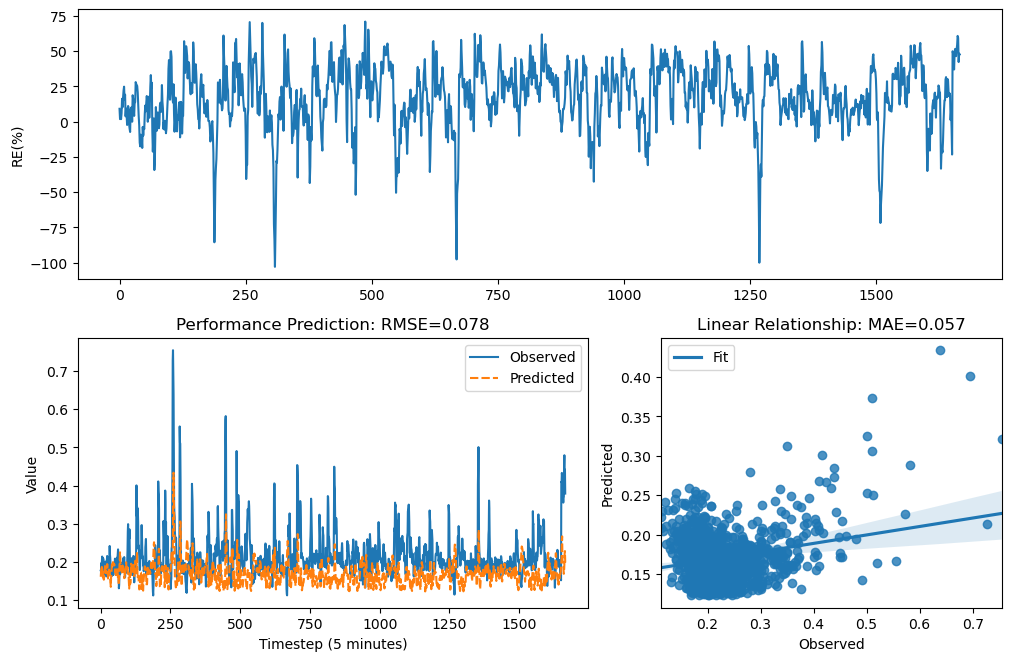 RE(%)
75
50
25
0
−25
−50
−75
−100
0 250 500 750 1000 1250 1500
Performance Prediction: RMSE=0.078
Value
0.7
0.6
0.5
0.4
0.3
0.2
0.1
Observed
Predicted
0 250 500 750 1000 1250 1500
Timestep (5 minutes)
Linear Relationship: MAE=0.057
Fit
Predicted
0.40
0.35
0.30
0.25
0.20
0.15
0.2 0.3 0.4 0.5 0.6 0.7
Observed